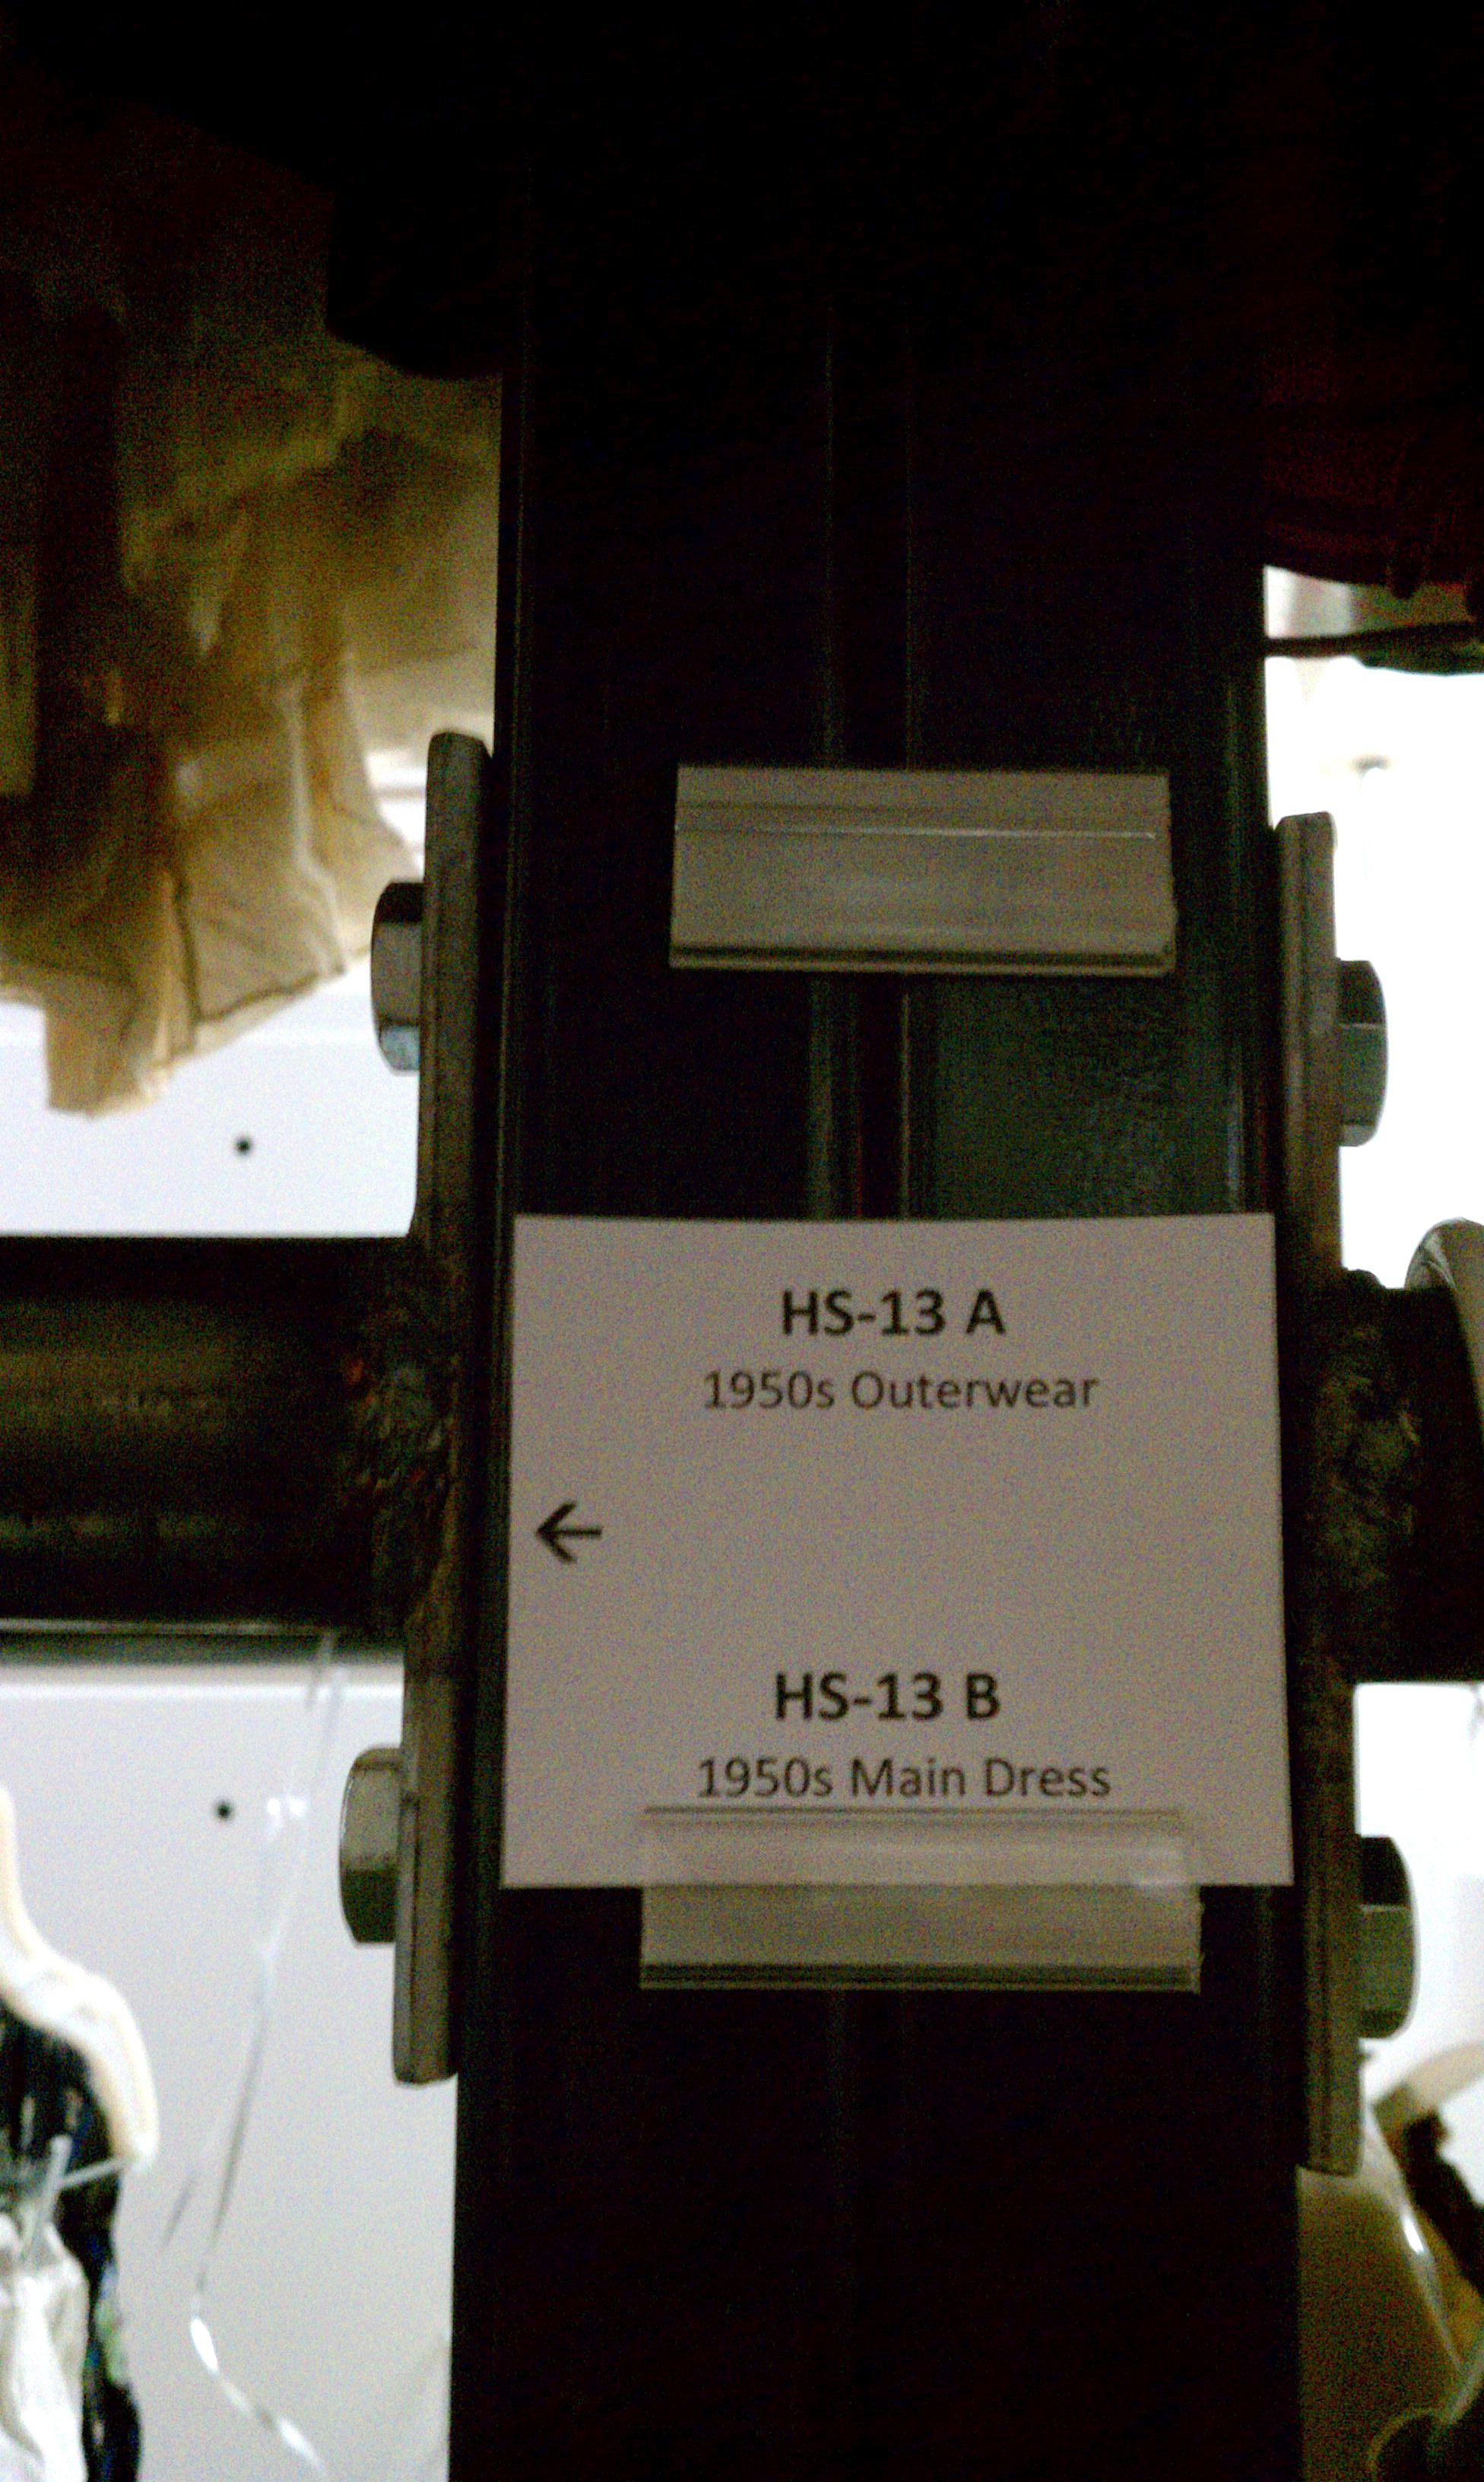 HS-13 A
1950s Outerwear
←
HS-13 B
1950s Main Dress